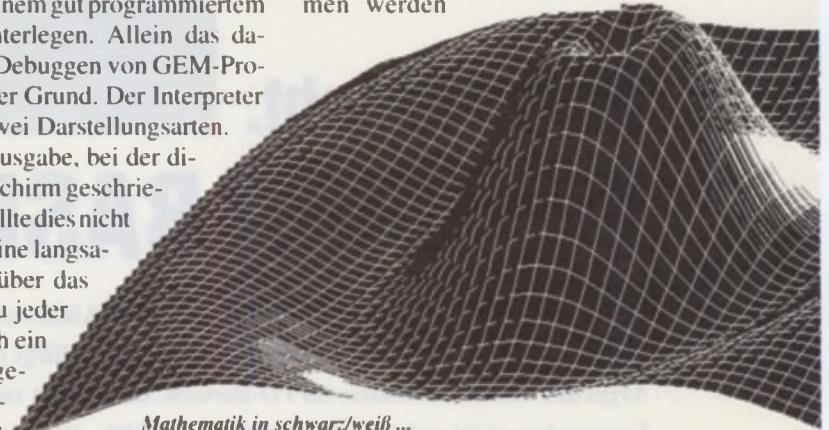 nem gut programmiertem
terlegen. Allein das da-
Debuggen von GEM-Pro-
er Grund. Der Interpreter
wei Darstellungsarten.
usgabe, bei der di-
chirm geschrie-
llte dies nicht
ine langsa-
über das
u jeder
h ein
ge-
men werden
Mathematik in schwarz/weiß ...